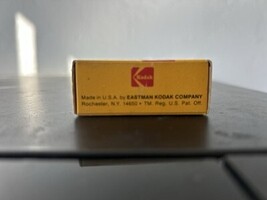 Kodak
Made in U.S.A. by EASTMAN KODAK COMPANY
Rochester, N.Y. 14650 • TM. Reg. U.S. Pat. Off.